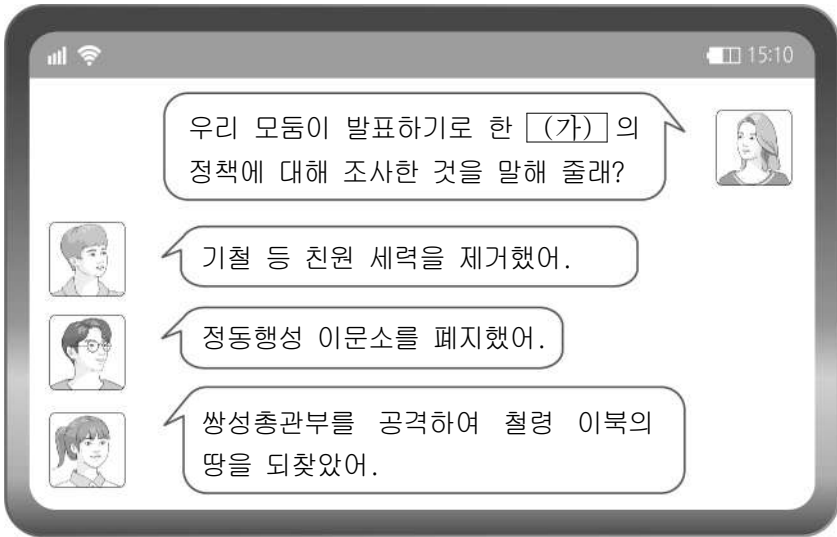 15:10
우리 모둠이 발표하기로 한 (가) 의
정책에 대해 조사한 것을 말해 줄래?
기철 등 친원 세력을 제거했어.
정동행성 이문소를 폐지했어.
쌍성총관부를 공격하여 철령 이북의
땅을 되찾았어.